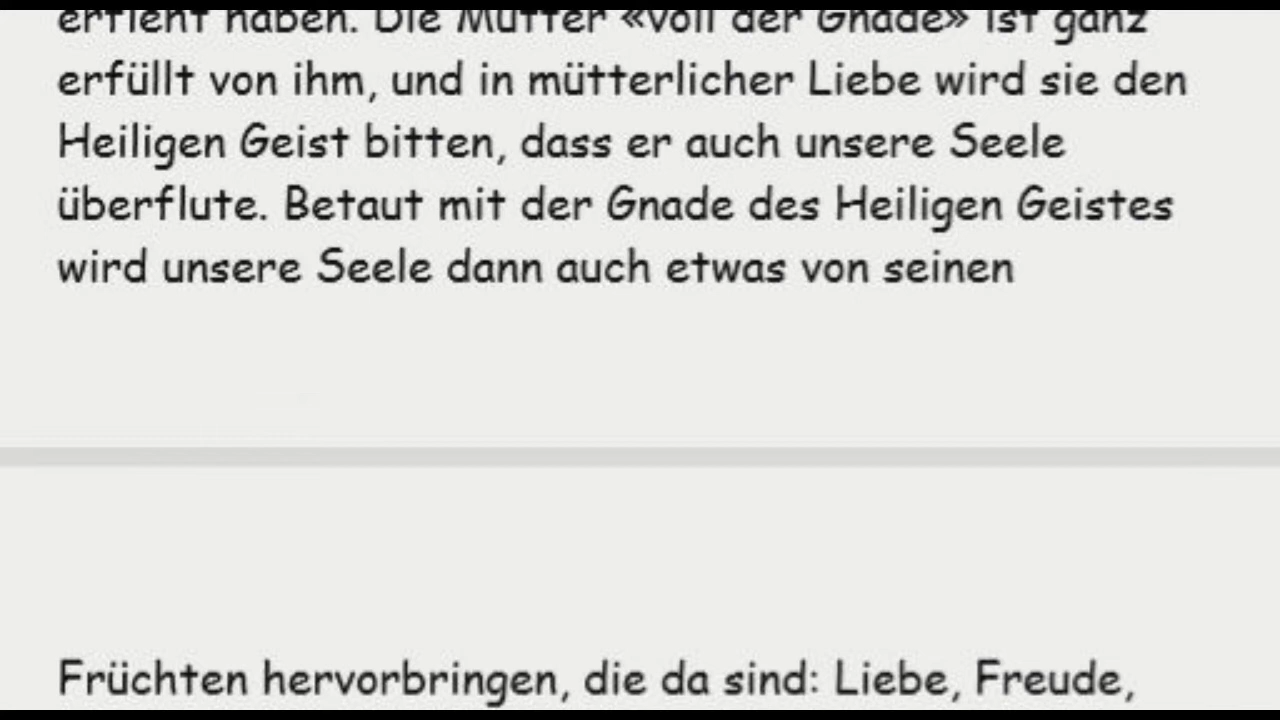 erfleht haben. Die Mutter «voll der Gnade» ist ganz
erfüllt von ihm, und in mütterlicher Liebe wird sie den
Heiligen Geist bitten, dass er auch unsere Seele
überflute. Betaut mit der Gnade des Heiligen Geistes
wird unsere Seele dann auch etwas von seinen
Früchten hervorbringen, die da sind: Liebe, Freude,